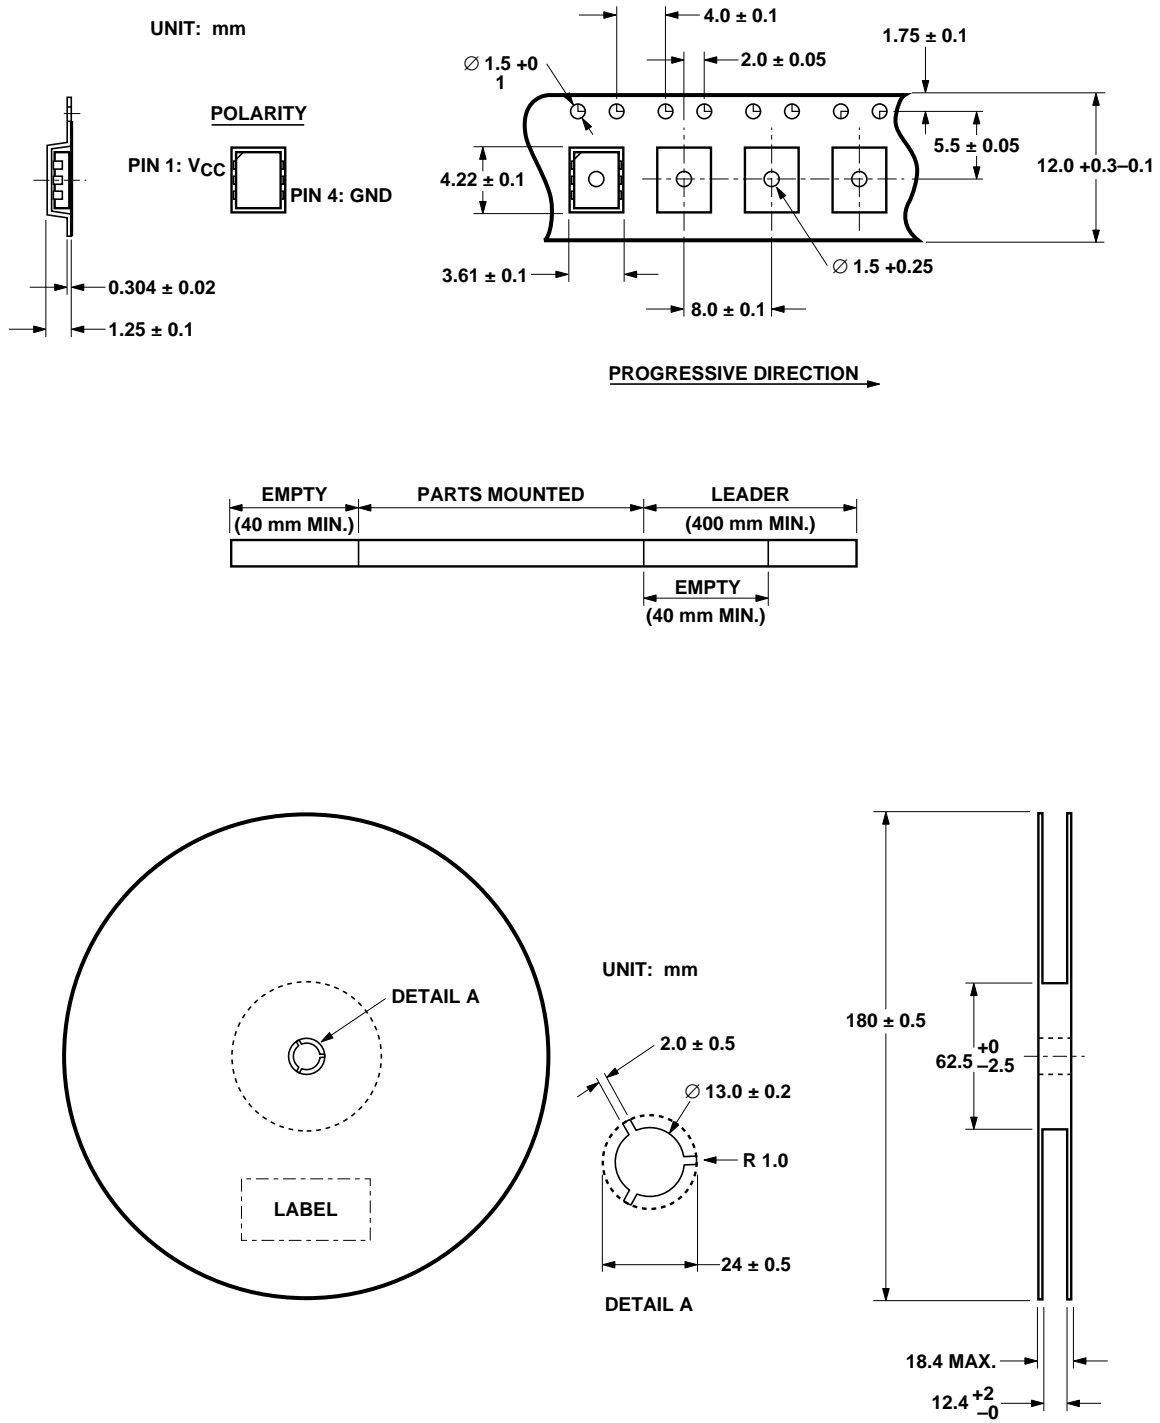 UNIT: mm
4.0 ± 0.1
1.75 ± 0.1
∅ 1.5 +0
1
2.0 ± 0.05
POLARITY
5.5 ± 0.05
12.0 +0.3–0.1
PIN 1: VCC
4.22 ± 0.1
PIN 4: GND
∅ 1.5 +0.25
3.61 ± 0.1
0.304 ± 0.02
8.0 ± 0.1
1.25 ± 0.1
PROGRESSIVE DIRECTION
EMPTY
PARTS MOUNTED
LEADER
(40 mm MIN.)
(400 mm MIN.)
EMPTY
(40 mm MIN.)
UNIT: mm
DETAIL A
180 ± 0.5
2.0 ± 0.5
62.5 +0 –2.5
∅ 13.0 ± 0.2
R 1.0
LABEL
24 ± 0.5
DETAIL A
18.4 MAX.
12.4 +2 –0